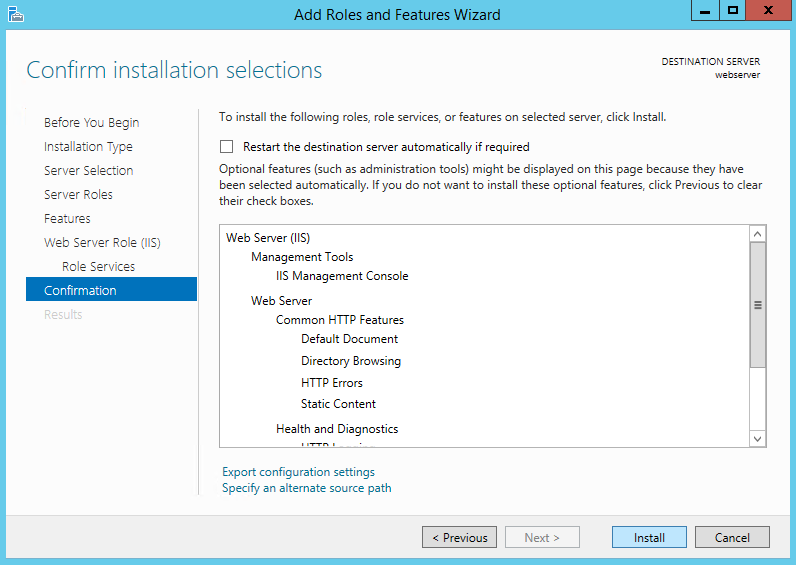 Add Roles and Features Wizard
Confirm installation selections
DESTINATION SERVER
webserver
Before You Begin
Installation Type
Server Selection
Server Roles
Features
Web Server Role (IIS)
Role Services
Confirmation
Results
To install the following roles, role services, or features on selected server, click Install.
Restart the destination server automatically if required
Optional features (such as administration tools) might be displayed on this page because they have
been selected automatically. If you do not want to install these optional features, click Previous to clear
their check boxes.
Web Server (IIS)
Management Tools
IIS Management Console
Web Server
Common HTTP Features
Default Document
Directory Browsing
HTTP Errors
Static Content
Health and Diagnostics
Export configuration settings
Specify an alternate source path
< Previous
Next >
Install
Cancel